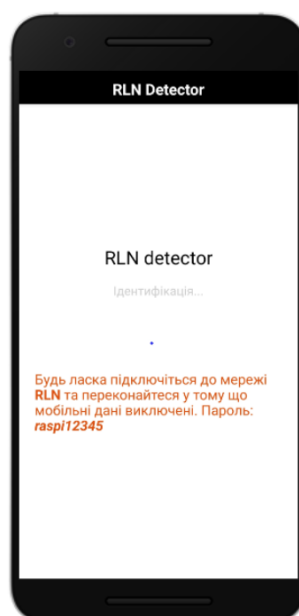 RLN Detector
RLN detector
Ідентифікація...
Будь ласка підключіться до мережі
RLN та переконайтеся у тому що
мобільні дані виключені. Пароль:
raspi12345